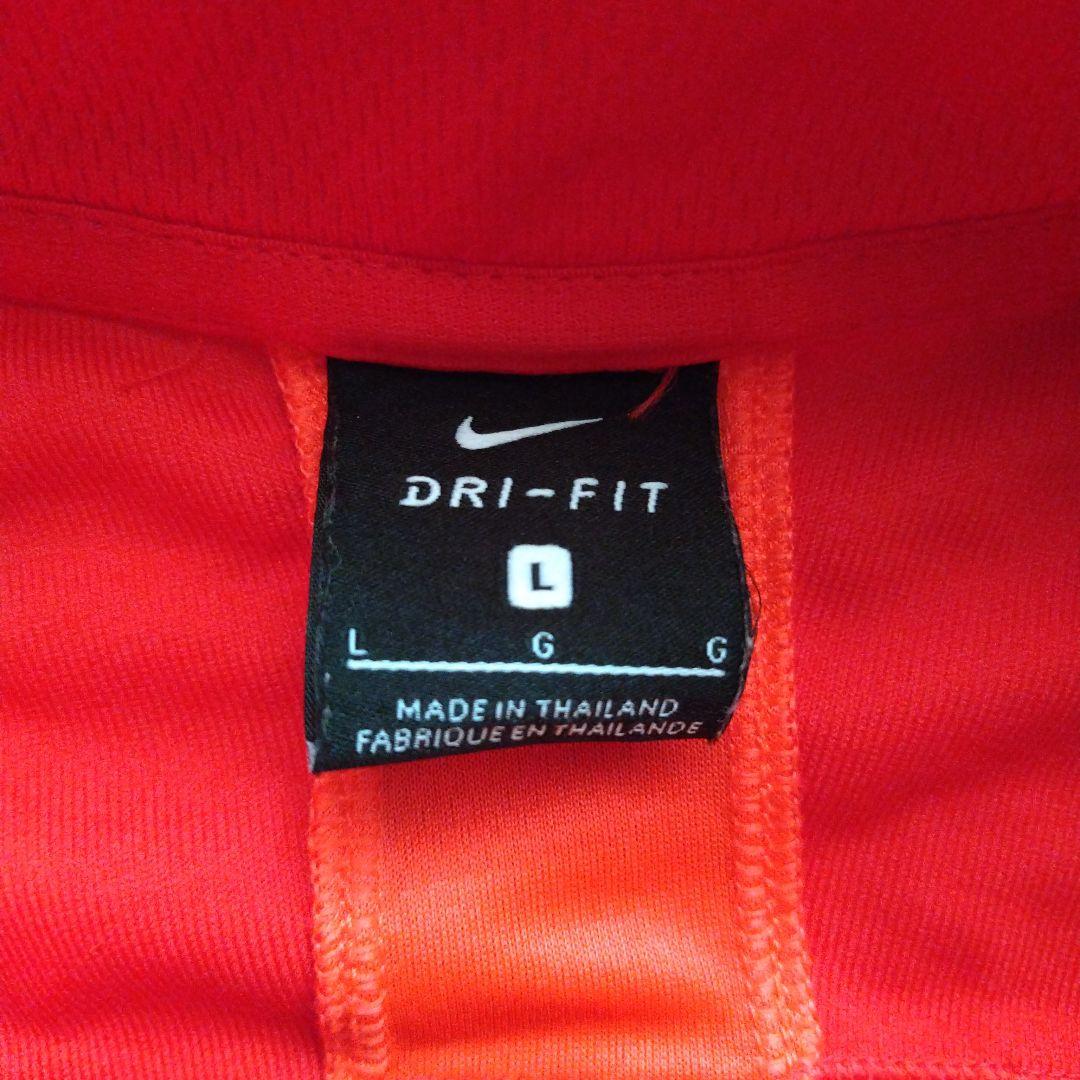 DRI-FIT
L
L G G
MADE IN THAILAND
FABRIQUE EN THAILANDE